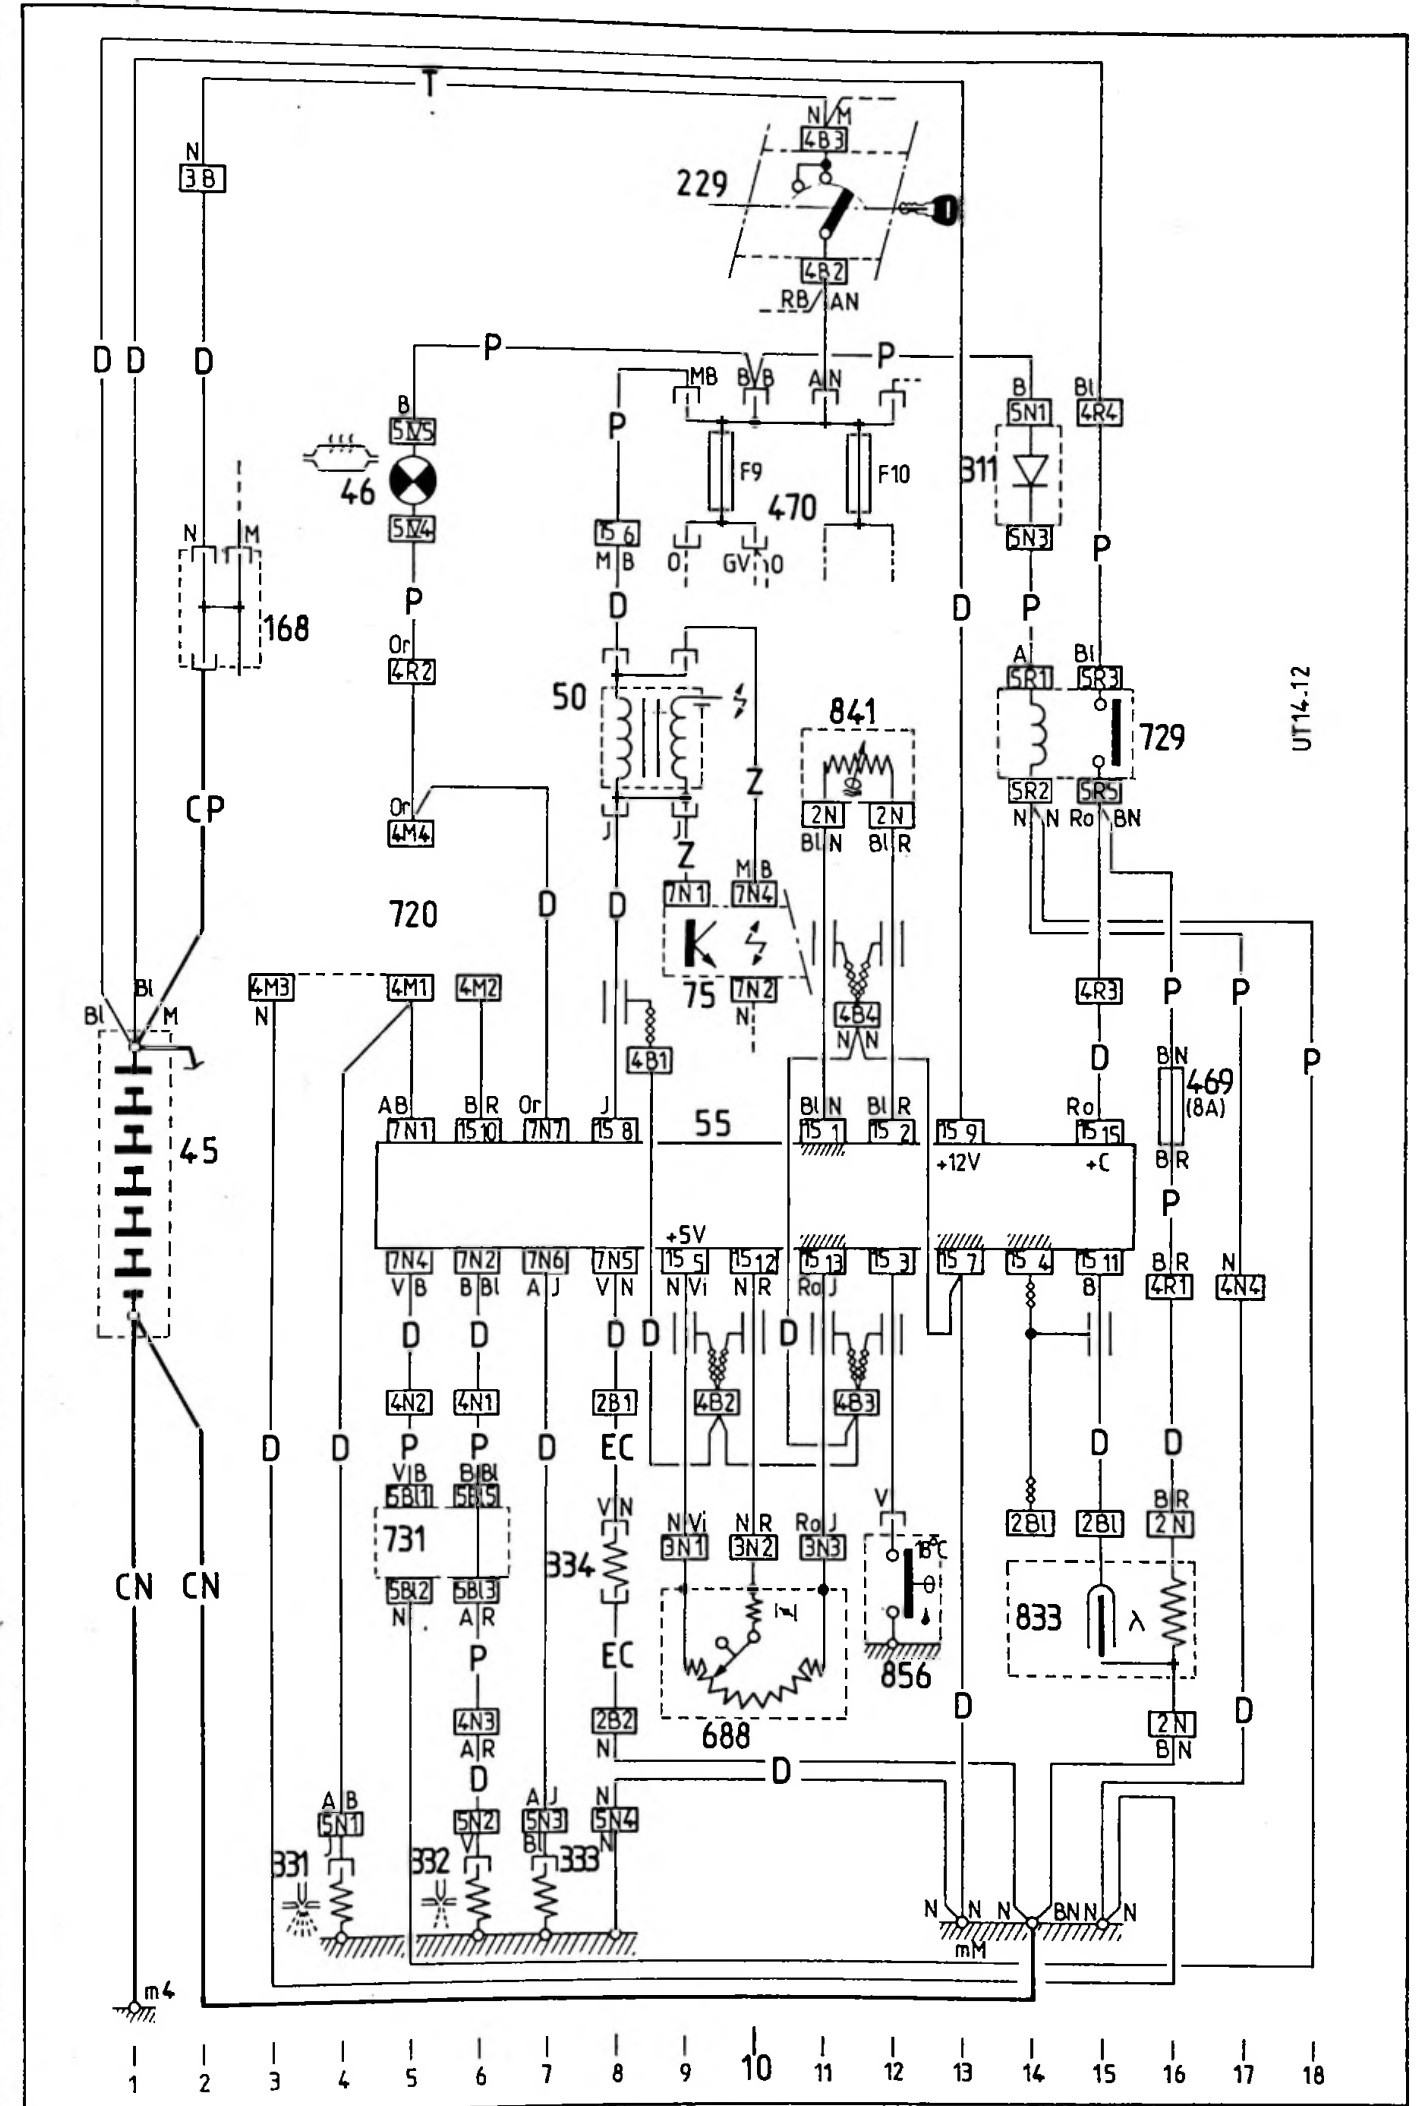 T
N M
4B3
N
3B
229
4B2
RB AN
D D D
P
P
MB B B A N
B Bl
5N1 4R4
B
5N5
46
5N4
P
F9
F10
470
311
5N3
N M
168
15 6
M B
O GV O
P
D
D
P
P
Or
4R2
A Bl
5R1 5R3
50
841
729
UT14.12
CP
Z
2N 2N
Bl N Bl R
5R2 5R5
N N Ro BN
Or
4M4
J J
Z
M B
7N1 7N4
720
D
D
75
7N2
N
4M3 4M1 4M2
N
4B4
N N
4R3
P P
Bl
Bl M
4B1
D
B N
469
(8A)
P
45
A B B R Or J
7N1 15 10 7N7 15 8
55
Bl N Bl R
15 1 15 2 15 9
Ro
15 15
+12V +C
B R
P
+5V
7N4 7N2 7N6 7N5 15 5 15 12 15 13 15 3 15 7 15 4 15 11
V B B Bl A J V N N Vi N R Ro J B
B R N
4R1 4N4
D D D D D
4N2 4N1 2B1 4B2 4B3
D D P P D EC D D
V B B Bl
5Bl1 5Bl5
731
5Bl2 5Bl3
N A R
V N
334
N Vi N R Ro J
3N1 3N2 3N3
V
18°C
856
2Bl 2Bl
B R
2N
833 λ
CN CN
P
EC
688
4N3
A R
2B2
N
2N
B N
D D
D
D
A B
5N1
J
5N2
V
A J
5N3
Bl
N
5N4
N
331 332 333
N N N BN N N
mM
m4
1 2 3 4 5 6 7 8 9 10 11 12 13 14 15 16 17 18